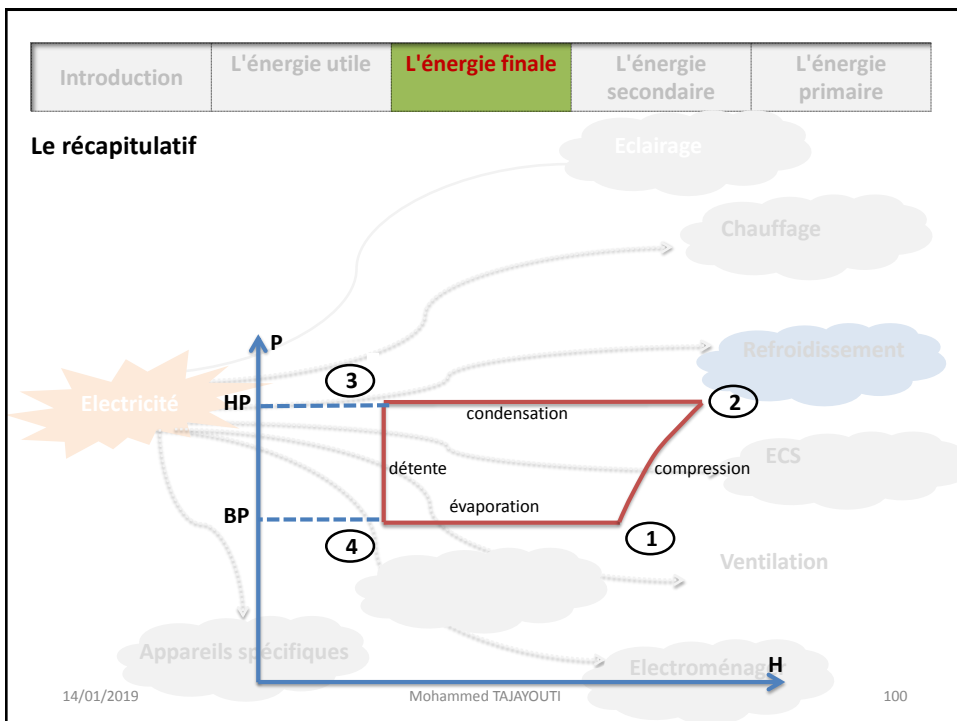 Introduction
L'énergie utile
L'énergie finale
L'énergie
secondaire
L'énergie
primaire
Le récapitulatif
Eclairage
Chauffage
P
Refroidissement
3
Electricité
HP
2
condensation
détente
compression
ECS
évaporation
BP
1
4
Ventilation
Appareils spécifiques
Electroménager
H
14/01/2019
Mohammed TAJAYOUTI
100